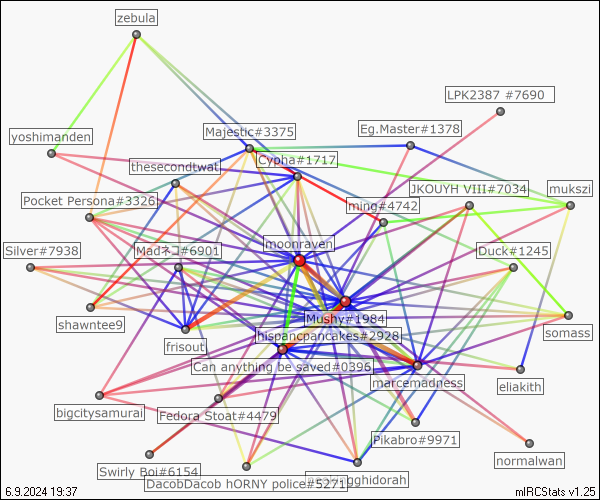 zebula
LPK2387 #7690
Majestic#3375
Eg.Master#1378
yoshimanden
Cypha#1717
thesecondtwat
JKOUYH VIII#7034
mukszi
Pocket Persona#3326
ming#4742
moonraven
Silver#7938
Madネコ#6901
Duck#1245
Mushy#1984
shawntee9
hispancpancakes#2928
somass
frisout
Can anything be saved#0396
marcemadness
eliakith
bigcitysamurai
Fedora Stoat#4479
Pikabro#9971
normalwan
Swirly Boi#6154
DacobDacob hORNY police#5271
6.9.2024 19:37
mIRCStats v1.25